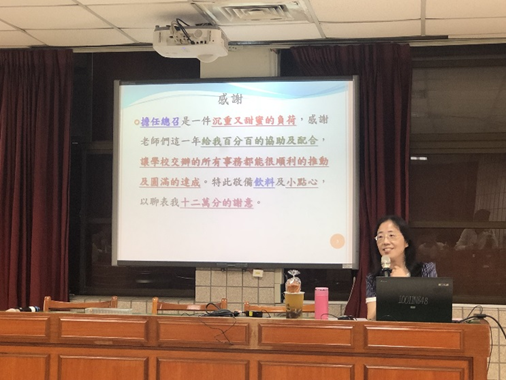 感謝
擔任總召是一件沉重又甜蜜的負荷，感謝
老師們這一年給我百分百的協助及配合，
讓學校交辦的所有事務都能很順利的推動
及圓滿的達成。特此敬備飲料及小點心，
以聊表我十二萬分的謝意。